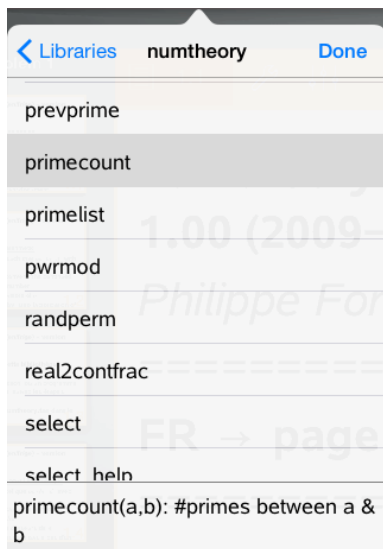 Libraries numtheory Done
prevprime
primecount
primelist
1.00 (2009-
pwrmod
Philippe For
randperm
real2contfrac
select
FR → page
select_help
primecount(a,b): #primes between a &
b